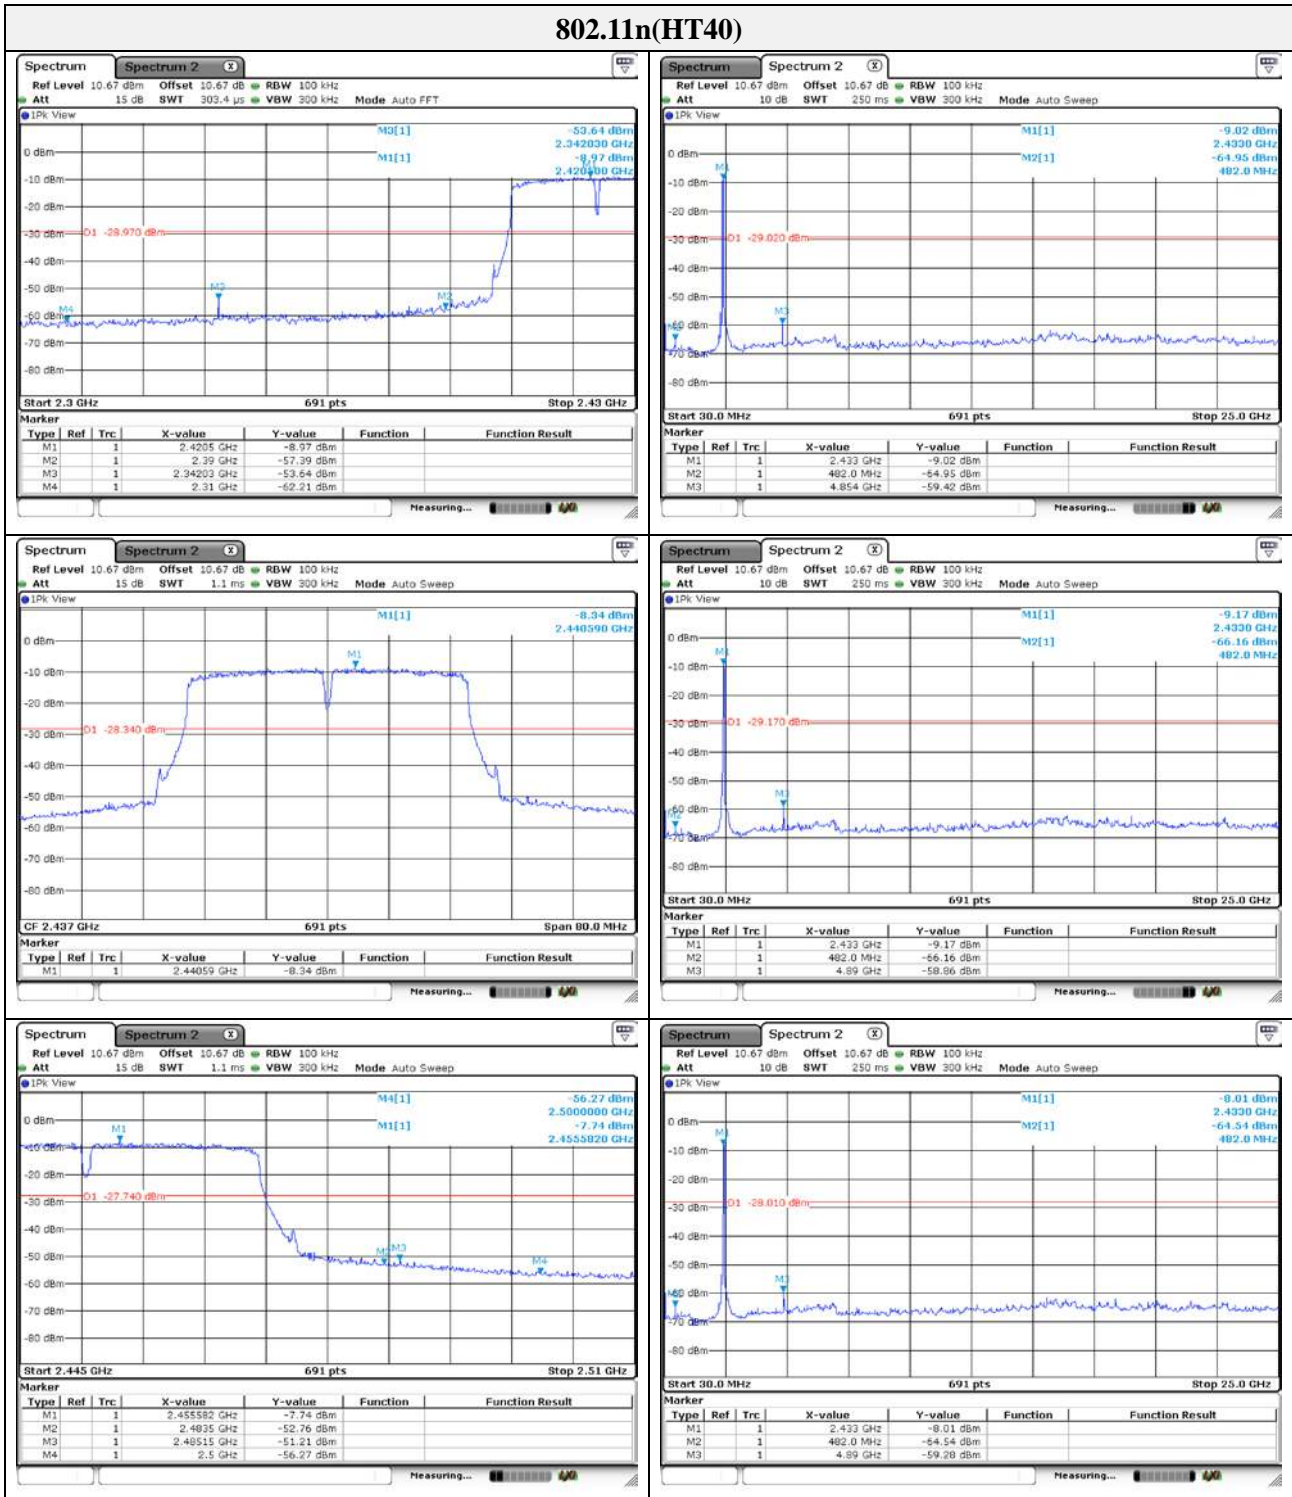 802.11n(HT40)
Spectrum Spectrum 2 X
Ref Level 10.67 dBm Offset 10.67 dB RBW 100 kHz
Att 15 dB SWT 303.4 µs VBW 300 kHz Mode Auto FFT
1Pk View
M3[1] -53.64 dBm
2.342030 GHz
M1[1] -8.97 dBm
0 dBm
-10 dBm
-20 dBm
-30 dBm D1 -28.970 dBm
-40 dBm
-50 dBm
M3
M2
M4
-60 dBm
-70 dBm
-80 dBm
Start 2.3 GHz 691 pts Stop 2.43 GHz
Marker
Type Ref Trc X-value Y-value Function Function Result
M1 1 2.4205 GHz -8.97 dBm
M2 1 2.39 GHz -57.39 dBm
M3 1 2.34203 GHz -53.64 dBm
M4 1 2.31 GHz -62.21 dBm
Measuring...
Spectrum Spectrum 2 X
Ref Level 10.67 dBm Offset 10.67 dB RBW 100 kHz
Att 10 dB SWT 250 ms VBW 300 kHz Mode Auto Sweep
1Pk View
M1[1] -9.02 dBm
2.4330 GHz
M2[1] -64.95 dBm
482.0 MHz
0 dBm
M1
-10 dBm
-20 dBm
-30 dBm D1 -29.020 dBm
-40 dBm
-50 dBm
M3
-70 dBm
-80 dBm
Start 30.0 MHz 691 pts Stop 25.0 GHz
Marker
Type Ref Trc X-value Y-value Function Function Result
M1 1 2.433 GHz -9.02 dBm
M2 1 482.0 MHz -64.95 dBm
M3 1 4.854 GHz -59.42 dBm
Measuring...
Spectrum Spectrum 2 X
Ref Level 10.67 dBm Offset 10.67 dB RBW 100 kHz
Att 15 dB SWT 1.1 ms VBW 300 kHz Mode Auto Sweep
1Pk View
M1[1] -8.34 dBm
2.440590 GHz
0 dBm
M1
-10 dBm
-20 dBm
-30 dBm D1 -28.340 dBm
-40 dBm
-50 dBm
-60 dBm
-70 dBm
-80 dBm
CF 2.437 GHz 691 pts Span 80.0 MHz
Marker
Type Ref Trc X-value Y-value Function Function Result
M1 1 2.44059 GHz -8.34 dBm
Measuring...
Spectrum Spectrum 2 X
Ref Level 10.67 dBm Offset 10.67 dB RBW 100 kHz
Att 10 dB SWT 250 ms VBW 300 kHz Mode Auto Sweep
1Pk View
M1[1] -9.17 dBm
2.4330 GHz
M2[1] -66.16 dBm
482.0 MHz
0 dBm
M1
-10 dBm
-20 dBm
-30 dBm D1 -29.170 dBm
-40 dBm
-50 dBm
M3
-60 dBm
M2
-70 dBm
-80 dBm
Start 30.0 MHz 691 pts Stop 25.0 GHz
Marker
Type Ref Trc X-value Y-value Function Function Result
M1 1 2.433 GHz -9.17 dBm
M2 1 482.0 MHz -66.16 dBm
M3 1 4.89 GHz -58.86 dBm
Measuring...
Spectrum Spectrum 2 X
Ref Level 10.67 dBm Offset 10.67 dB RBW 100 kHz
Att 15 dB SWT 1.1 ms VBW 300 kHz Mode Auto Sweep
1Pk View
M4[1] -56.27 dBm
2.5000000 GHz
M1[1] -7.74 dBm
2.4555820 GHz
0 dBm
M1
-10 dBm
-20 dBm
-30 dBm D1 -27.740 dBm
-40 dBm
-50 dBm
M2 M3
M4
-60 dBm
-70 dBm
-80 dBm
Start 2.445 GHz 691 pts Stop 2.51 GHz
Marker
Type Ref Trc X-value Y-value Function Function Result
M1 1 2.455582 GHz -7.74 dBm
M2 1 2.4835 GHz -52.76 dBm
M3 1 2.48515 GHz -51.21 dBm
M4 1 2.5 GHz -56.27 dBm
Measuring...
Spectrum Spectrum 2 X
Ref Level 10.67 dBm Offset 10.67 dB RBW 100 kHz
Att 10 dB SWT 250 ms VBW 300 kHz Mode Auto Sweep
1Pk View
M1[1] -8.01 dBm
2.4330 GHz
M2[1] -64.54 dBm
482.0 MHz
0 dBm
M1
-10 dBm
-20 dBm
-30 dBm D1 -28.010 dBm
-40 dBm
-50 dBm
M3
-70 dBm
-80 dBm
Start 30.0 MHz 691 pts Stop 25.0 GHz
Marker
Type Ref Trc X-value Y-value Function Function Result
M1 1 2.433 GHz -8.01 dBm
M2 1 482.0 MHz -64.54 dBm
M3 1 4.89 GHz -59.28 dBm
Measuring...